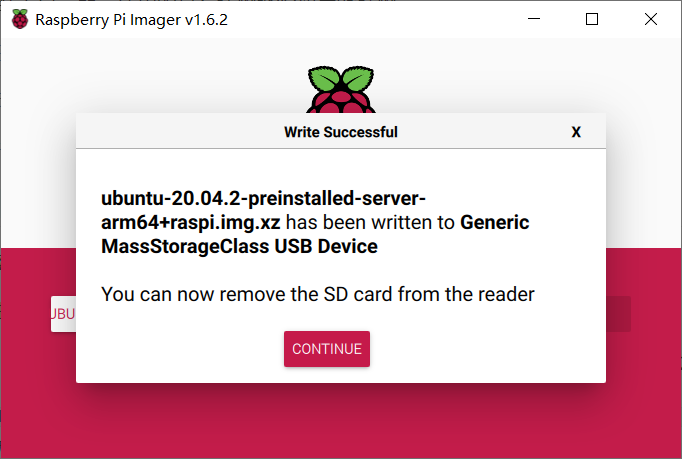 Raspberry Pi Imager v1.6.2
Write Successful
X
ubuntu-20.04.2-preinstalled-server-
arm64+raspi.img.xz has been written to Generic
MassStorageClass USB Device
You can now remove the SD card from the reader
UBU
CONTINUE